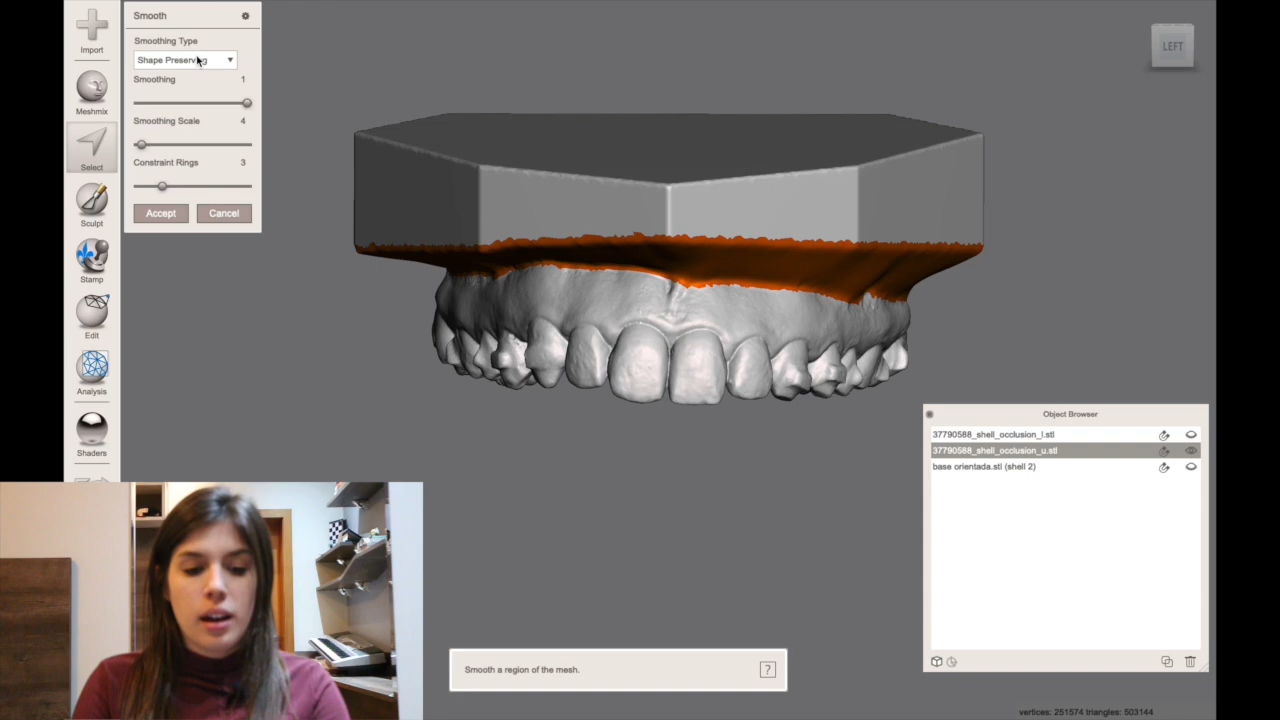 Import
Meshmix
Select
Sculpt
Stamp
Edit
Analysis
Shaders
Smooth
Smoothing Type
Shape Preserving
Smoothing 1
Smoothing Scale 4
Constraint Rings 3
Accept Cancel
LEFT
Object Browser
37790588_shell_occlusion_l.stl
37790588_shell_occlusion_u.stl
base orientada.stl (shell 2)
Smooth a region of the mesh. ?
vertices: 251574 triangles: 503144